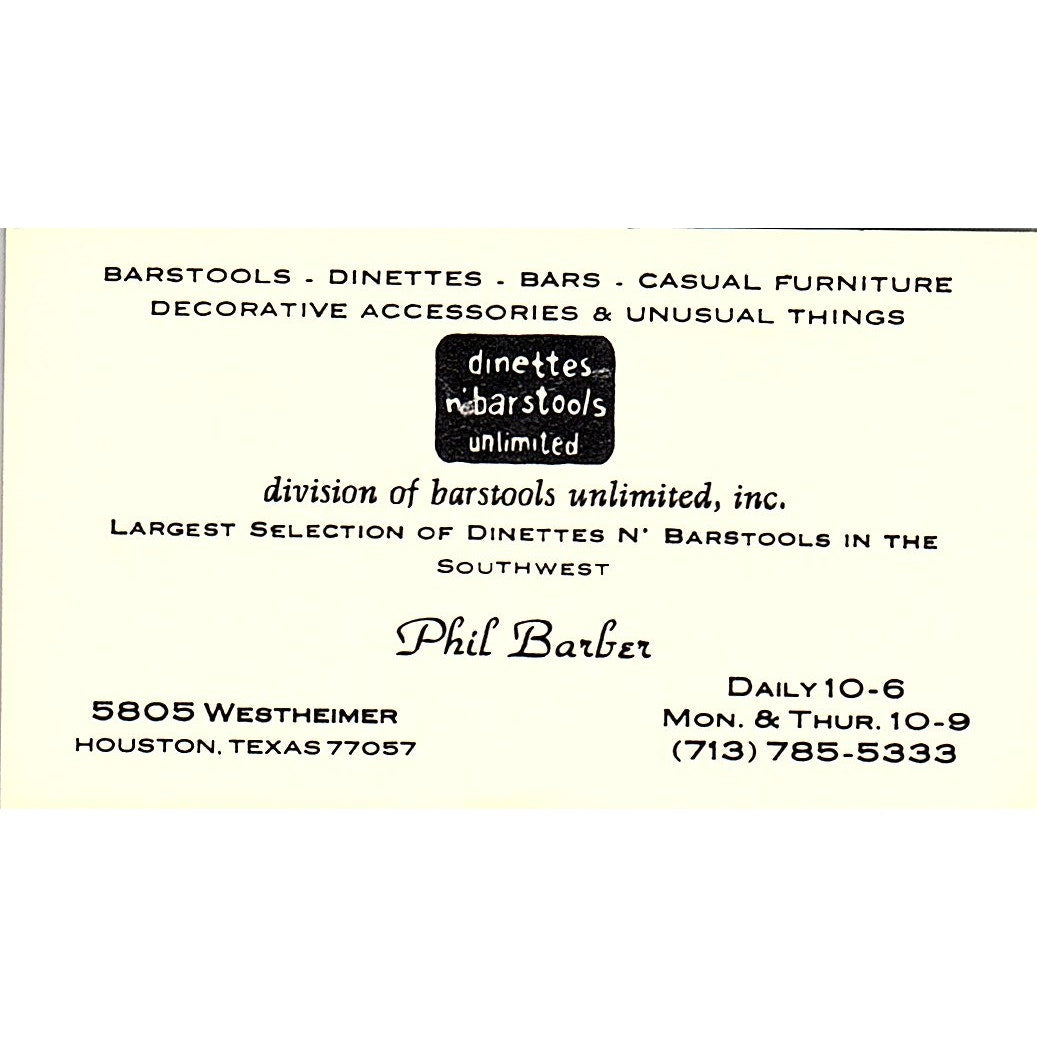 BARSTOOLS - DINETTES - BARS - CASUAL FURNITURE
DECORATIVE ACCESSORIES & UNUSUAL THINGS
dinettes
n' barstools
unlimited
division of barstools unlimited, inc.
LARGEST SELECTION OF DINETTES N' BARSTOOLS IN THE
SOUTHWEST
Phil Barber
5805 WESTHEIMER
HOUSTON, TEXAS 77057
DAILY 10-6
MON. & THUR. 10-9
(713) 785-5333